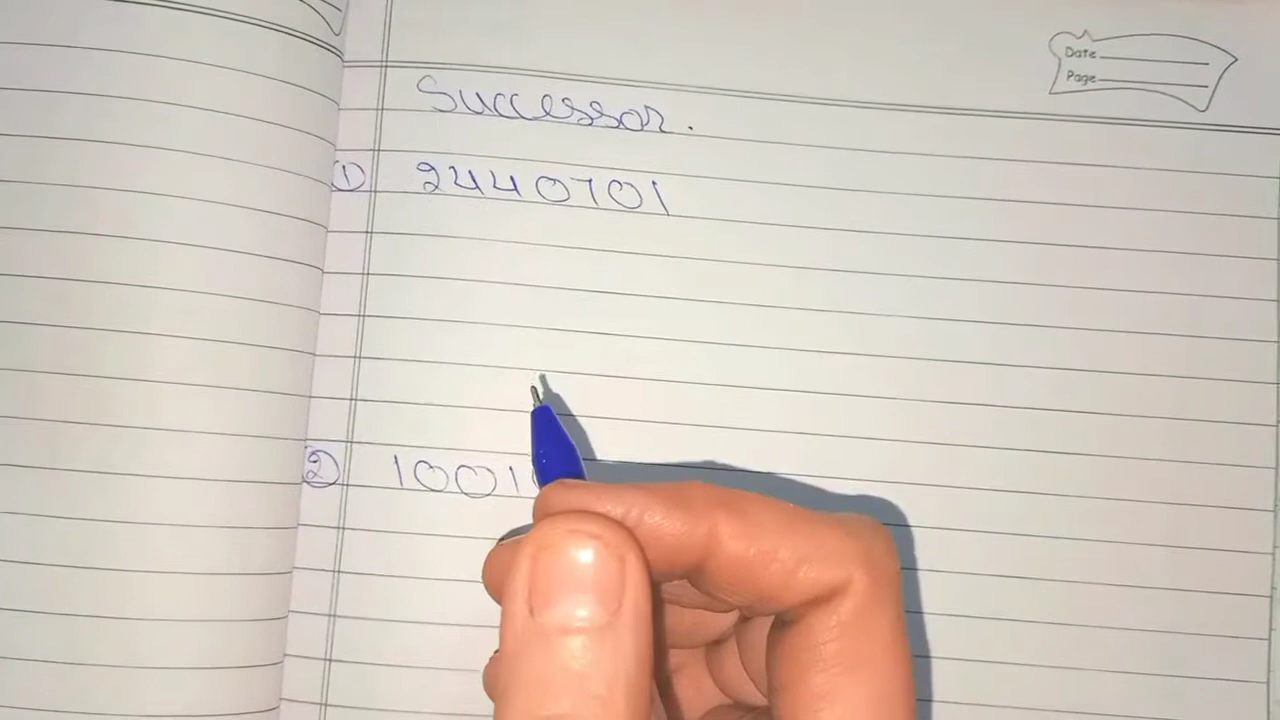 Date
Page
Successor.
① 2440701
② 1001